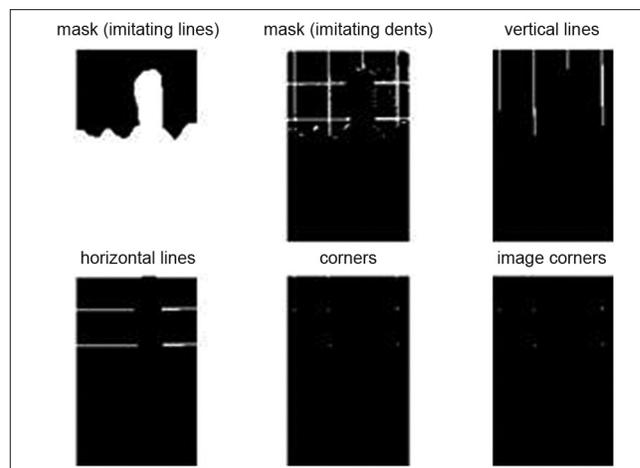 mask (imitating lines)
mask (imitating dents)
vertical lines
horizontal lines
corners
image corners